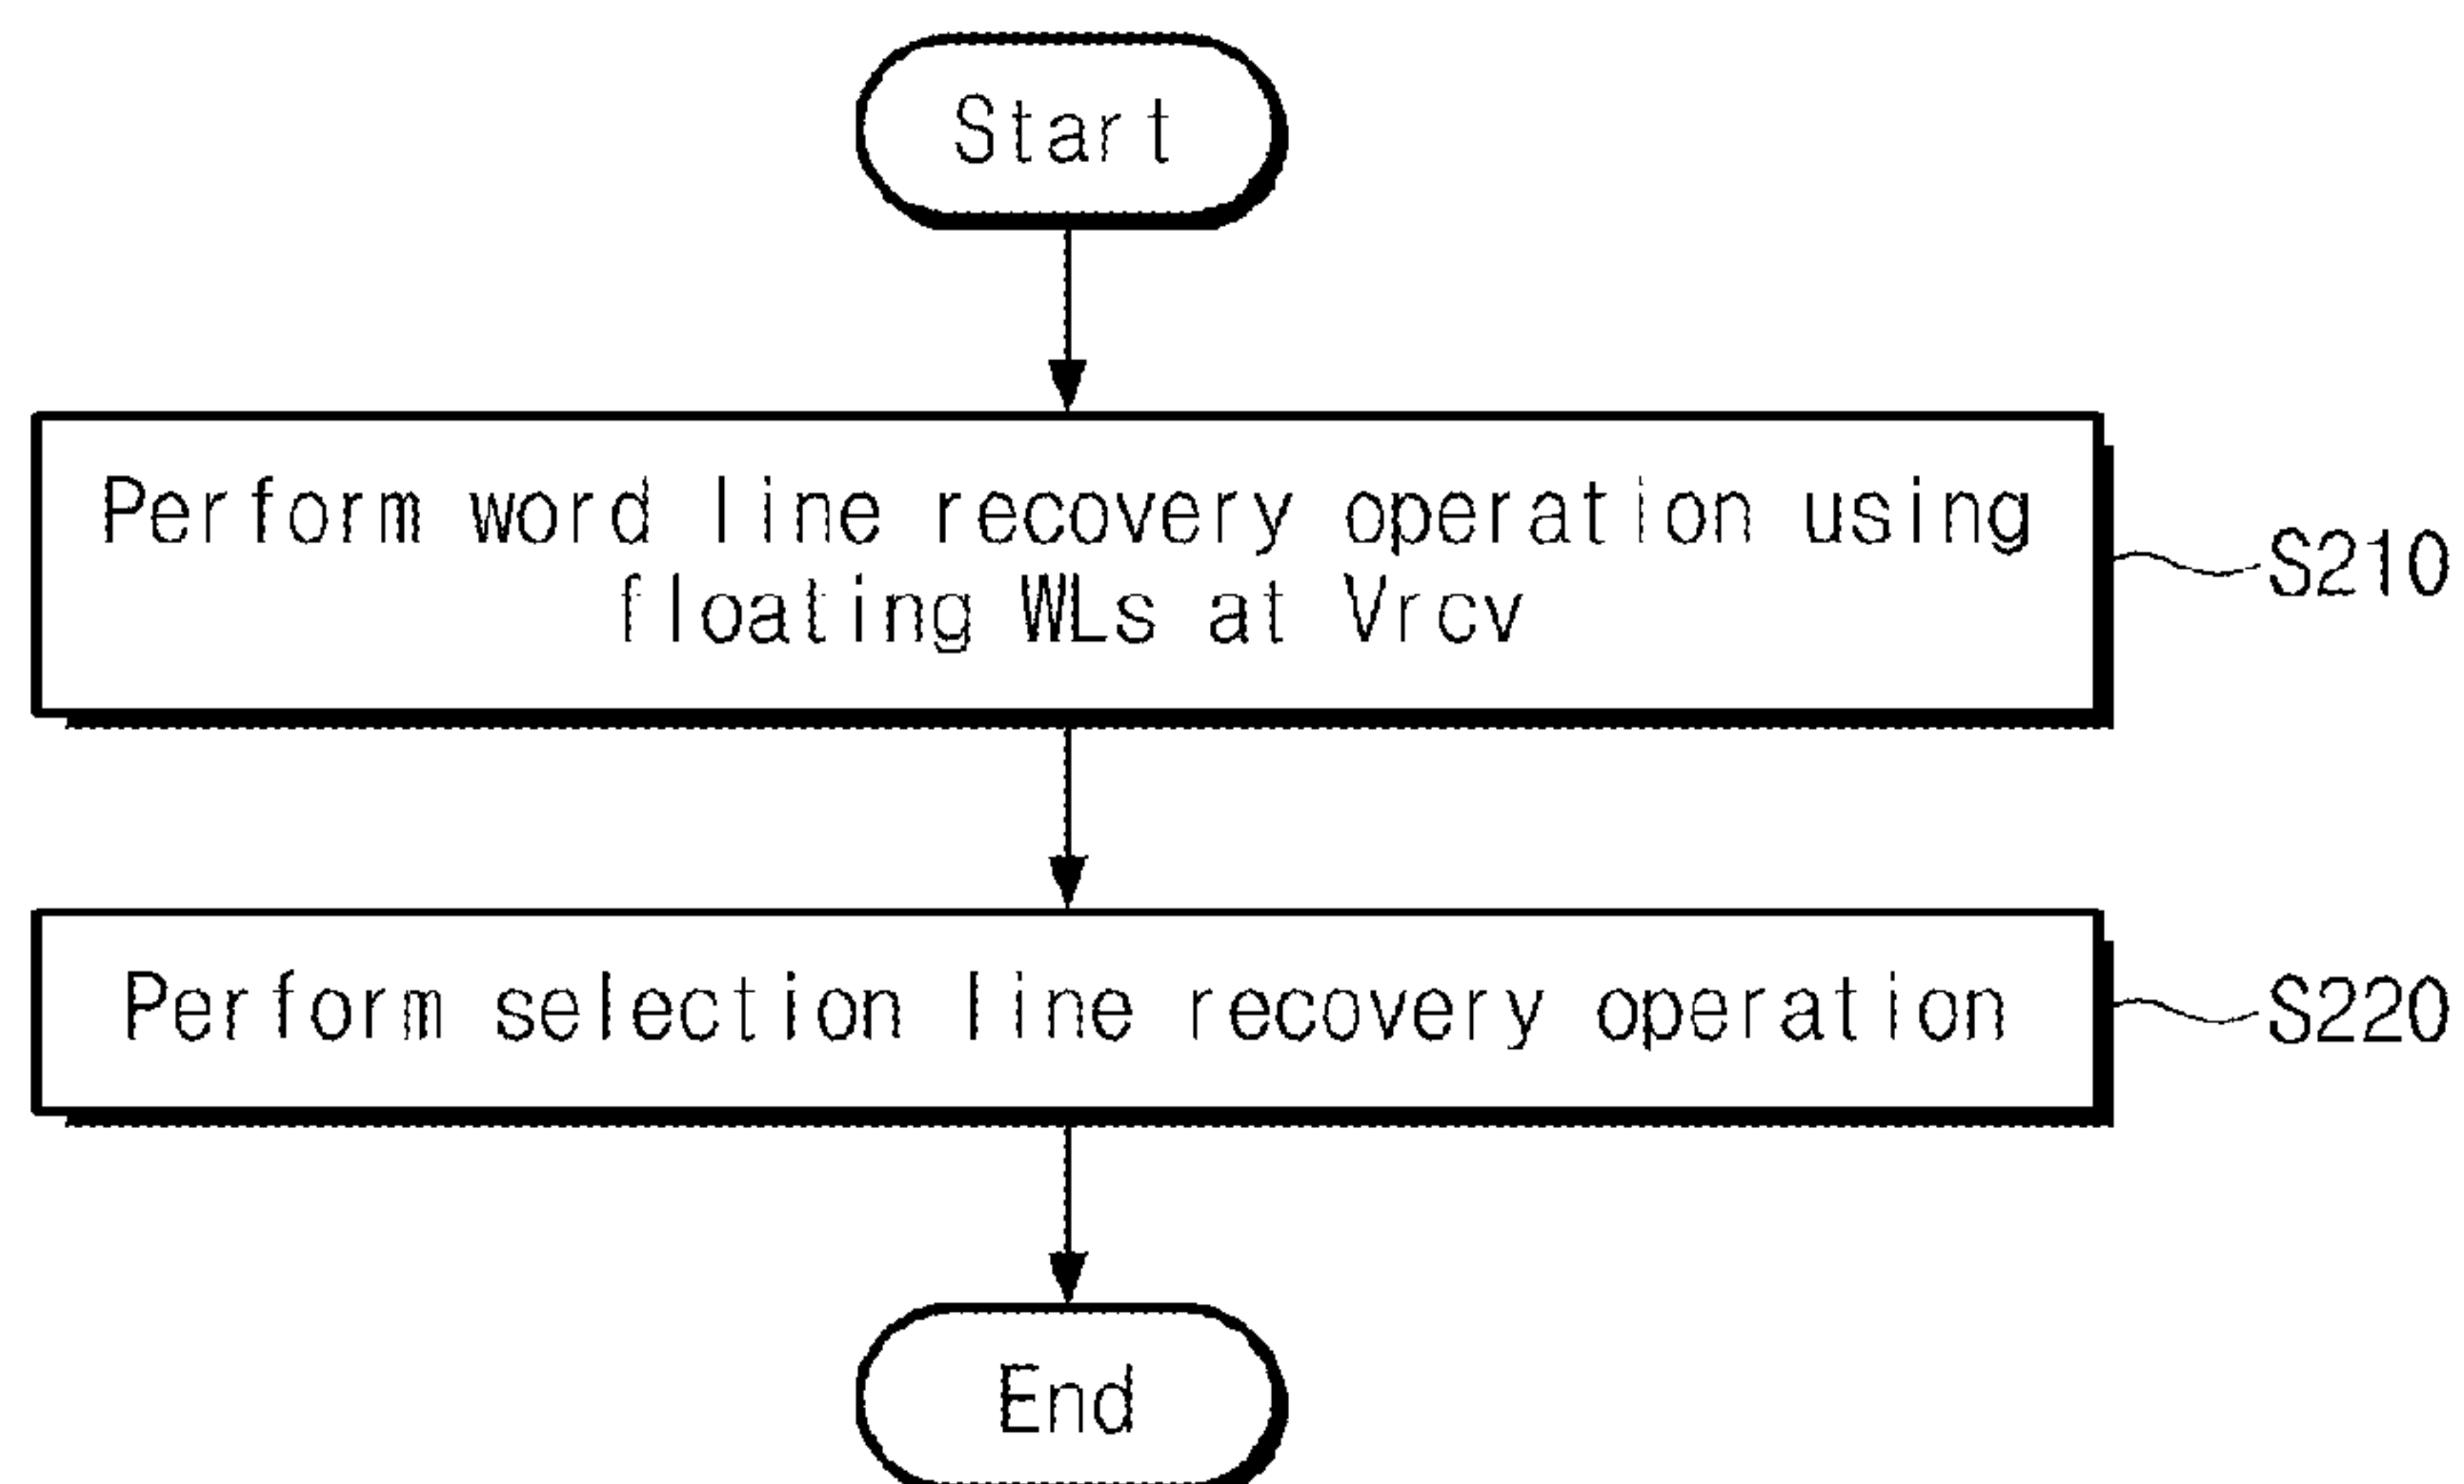 Start
Perform word line recovery operation using
floating WLs at Vrcv
S210
Perform selection line recovery operation
S220
End